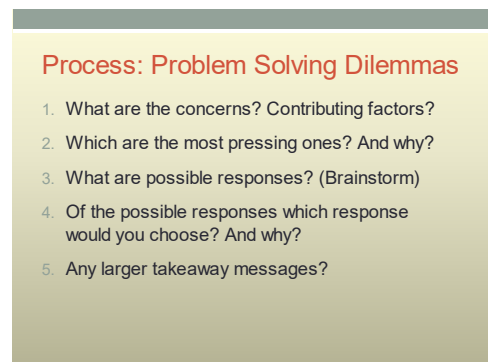 Process: Problem Solving Dilemmas
1. What are the concerns? Contributing factors?
2. Which are the most pressing ones? And why?
3. What are possible responses? (Brainstorm)
4. Of the possible responses which response
would you choose? And why?
5. Any larger takeaway messages?